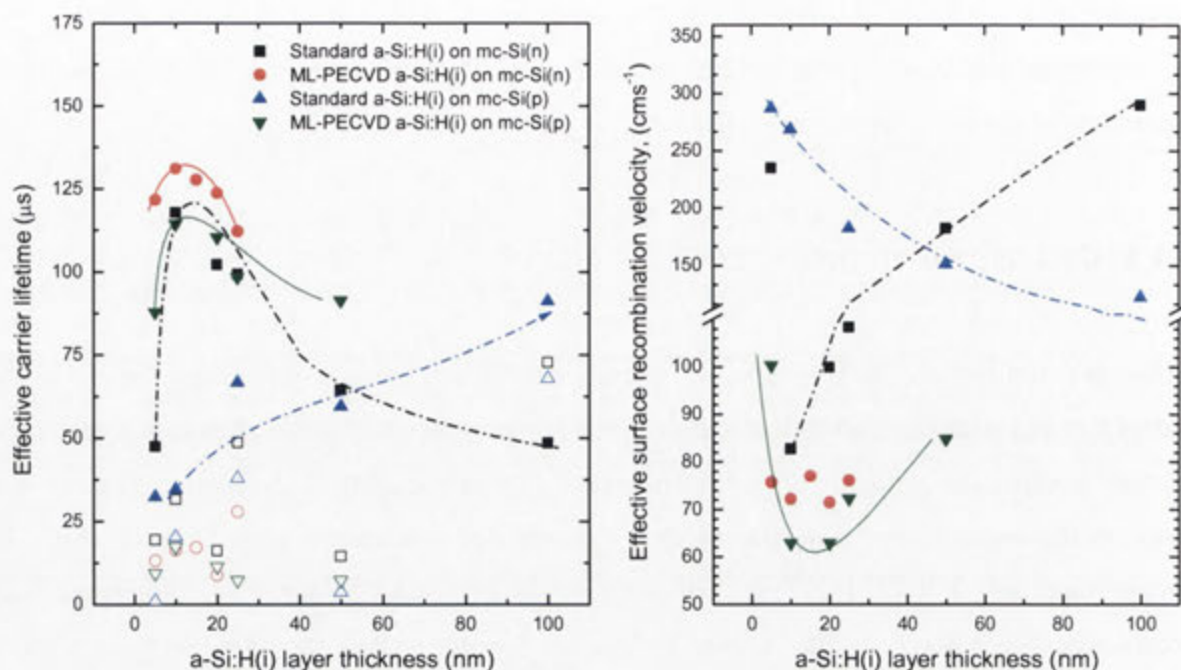 Effective carrier lifetime (μs)
175
150
125
100
75
50
25
0
Standard a-Si:H(i) on mc-Si(n)
ML-PECVD a-Si:H(i) on mc-Si(n)
Standard a-Si:H(i) on mc-Si(p)
ML-PECVD a-Si:H(i) on mc-Si(p)
0 20 40 60 80 100
a-Si:H(i) layer thickness (nm)
Effective surface recombination velocity, (cms⁻¹)
350
300
250
200
150
100
90
80
70
60
50
0 20 40 60 80 100
a-Si:H(i) layer thickness (nm)